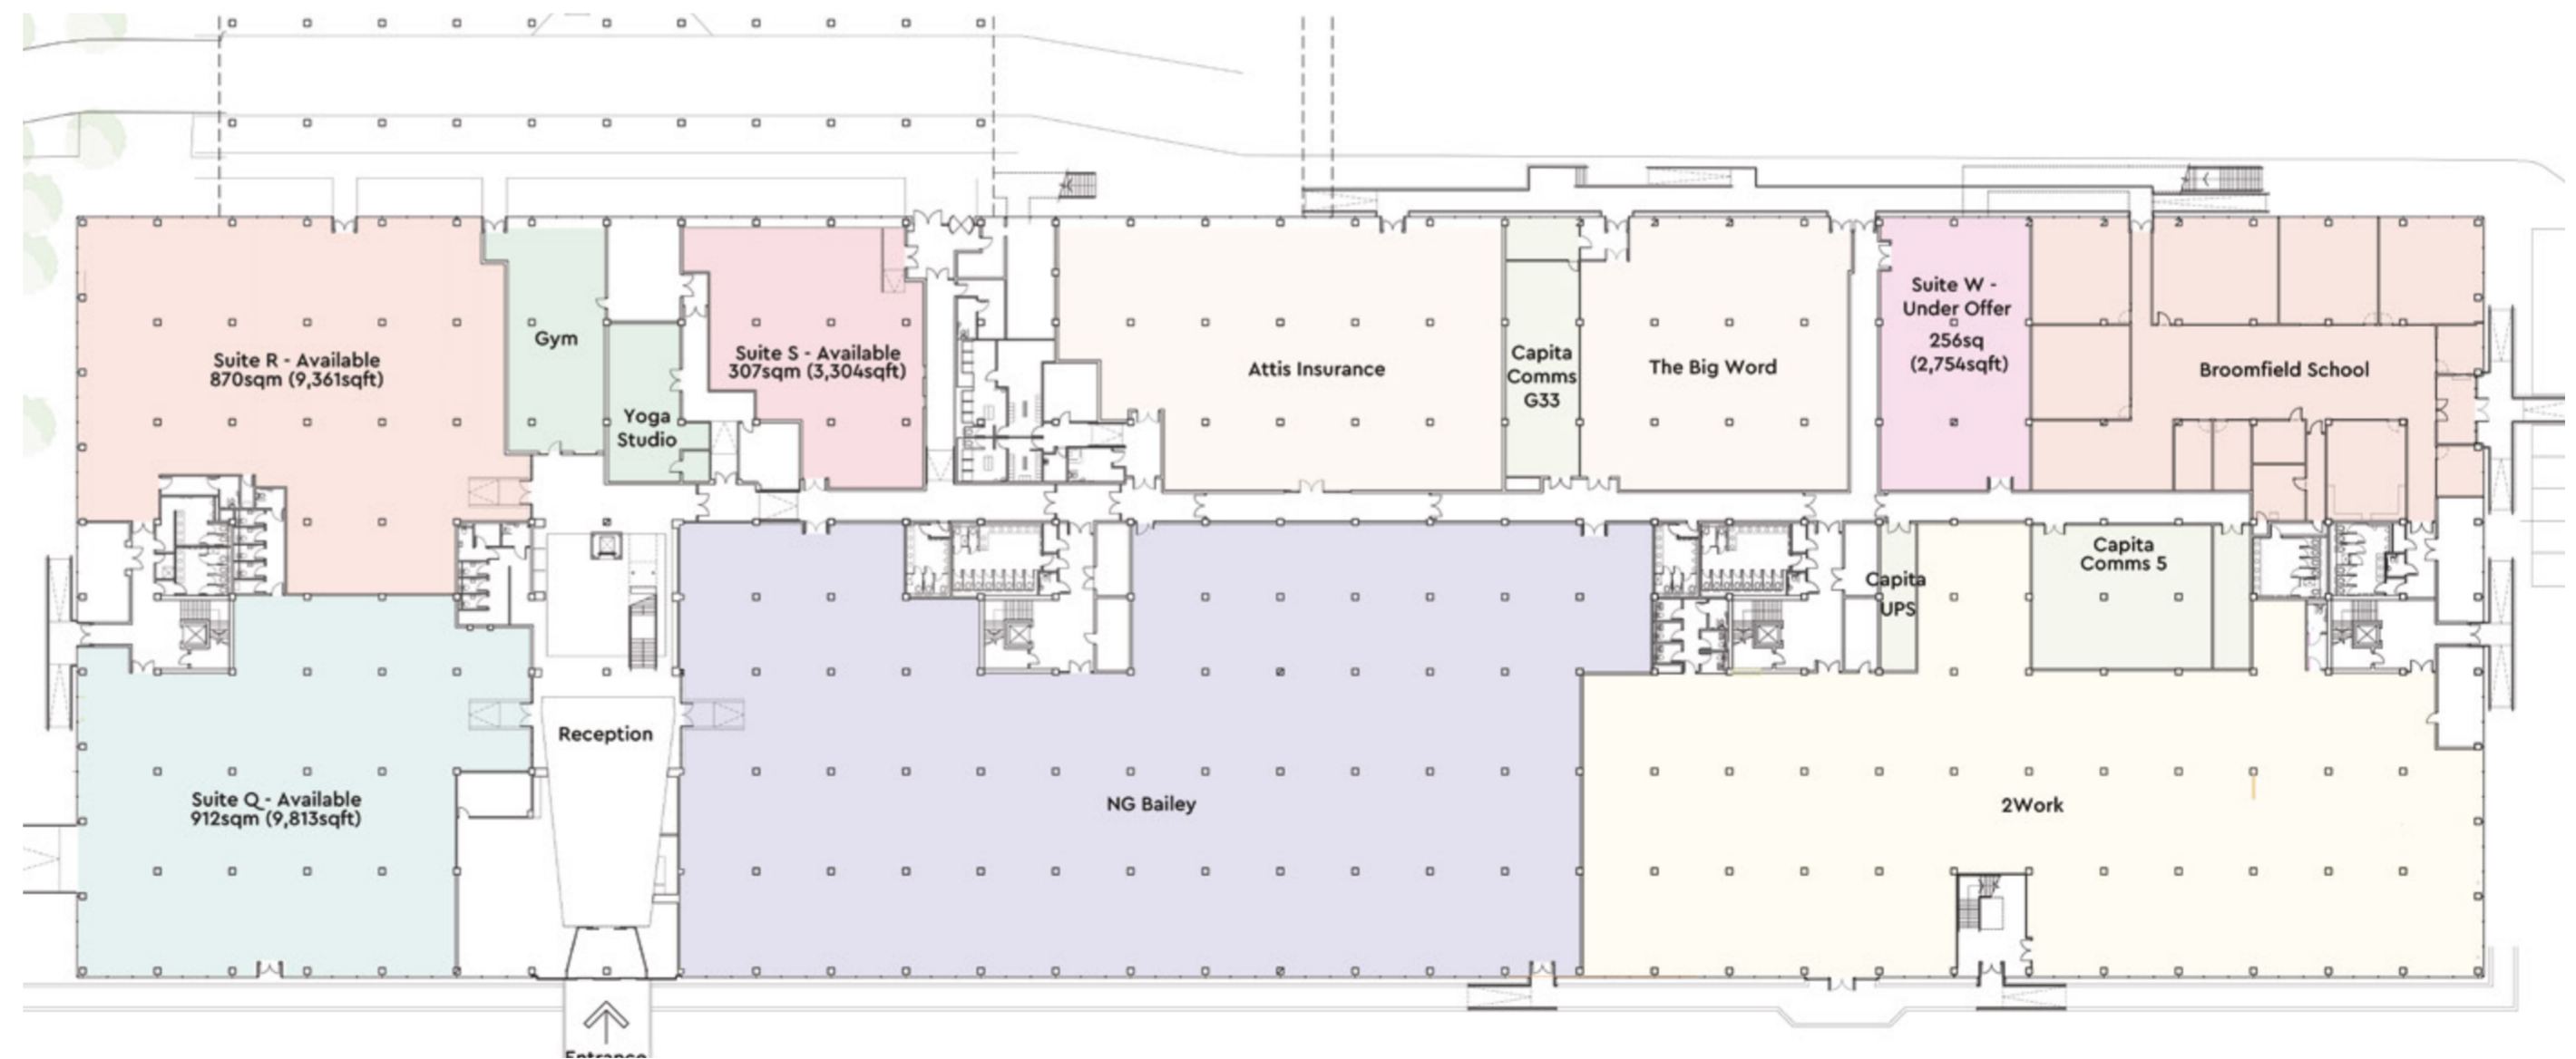 Suite R - Available
870sqm (9,361sqft)
Gym
Yoga
Studio
Suite S - Available
307sqm (3,304sqft)
Attis Insurance
Capita
Comms
G33
The Big Word
Suite W -
Under Offer
256sq
(2,754sqft)
Broomfield School
Suite Q - Available
912sqm (9,813sqft)
Reception
NG Bailey
Capita
UPS
Capita
Comms 5
2Work
Entrance